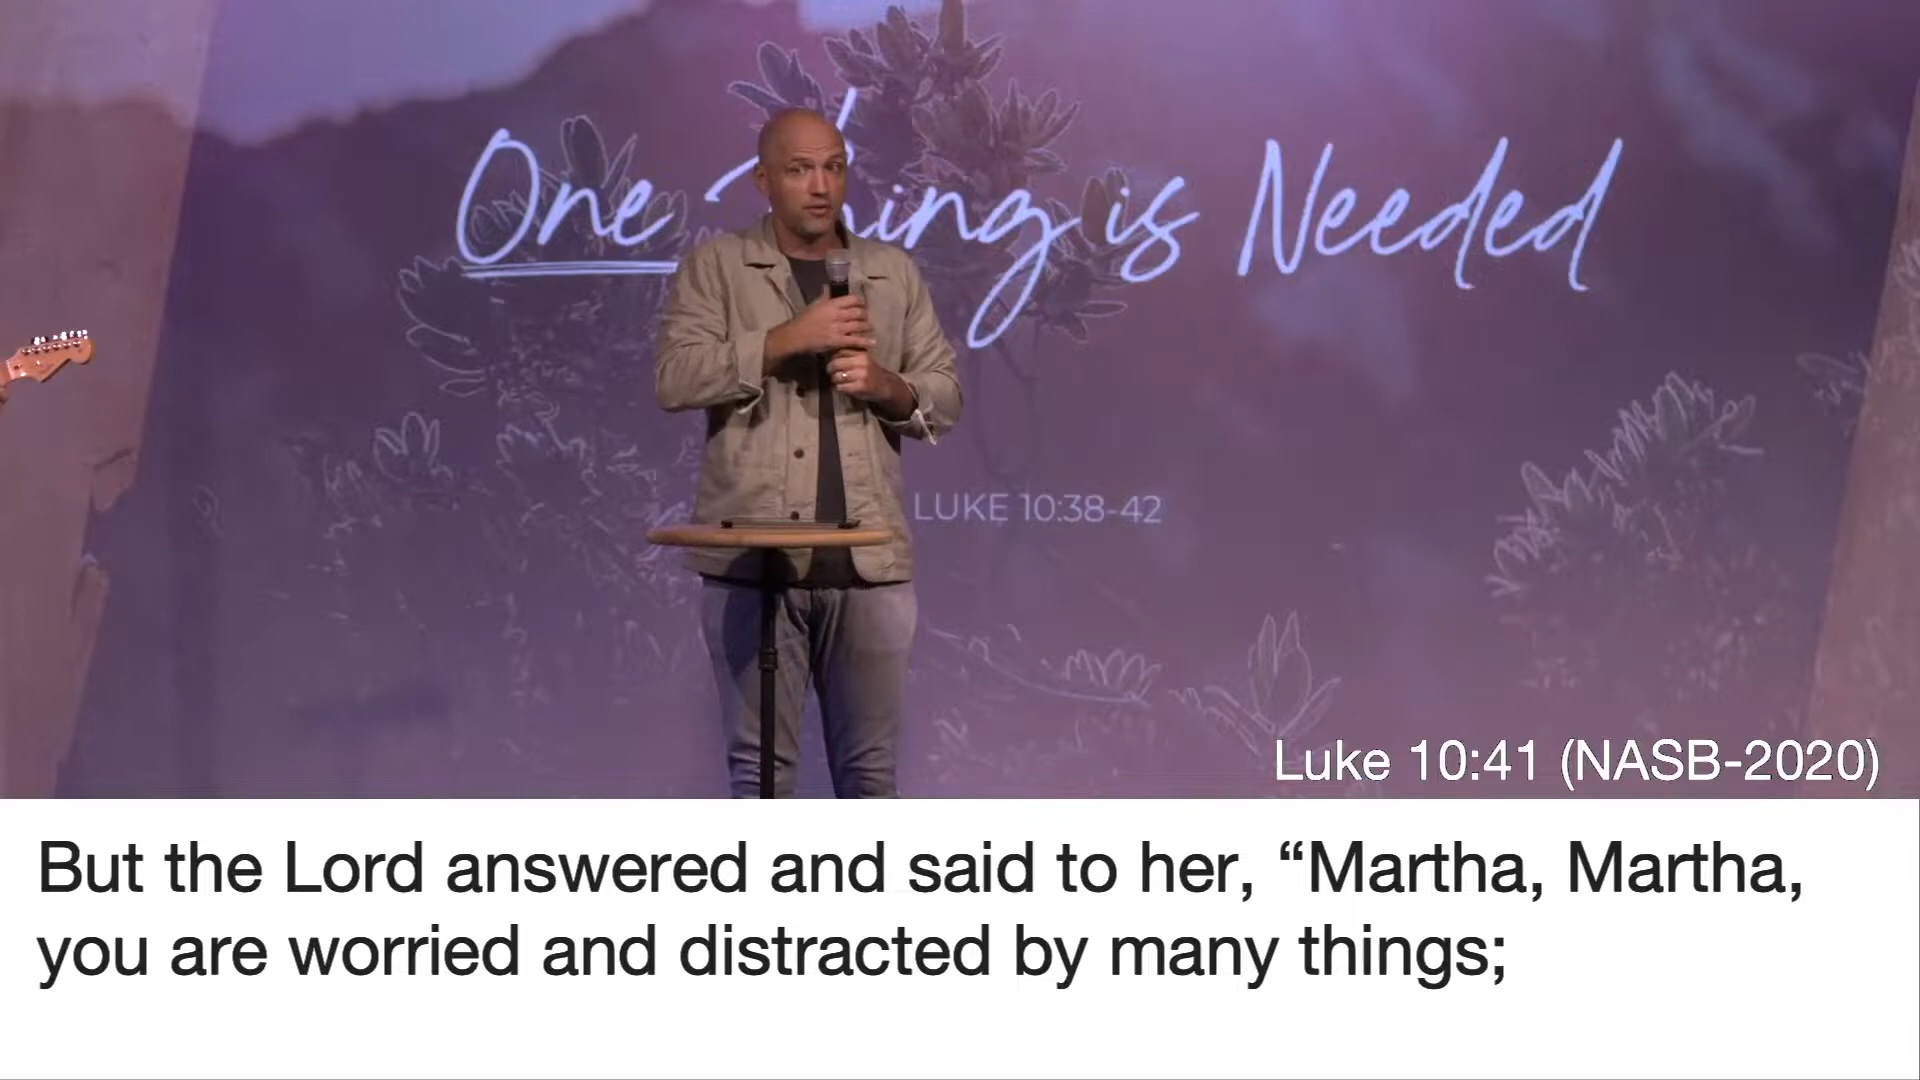 One Thing is Needed
LUKE 10:38-42
Luke 10:41 (NASB-2020)
But the Lord answered and said to her, “Martha, Martha,
you are worried and distracted by many things;